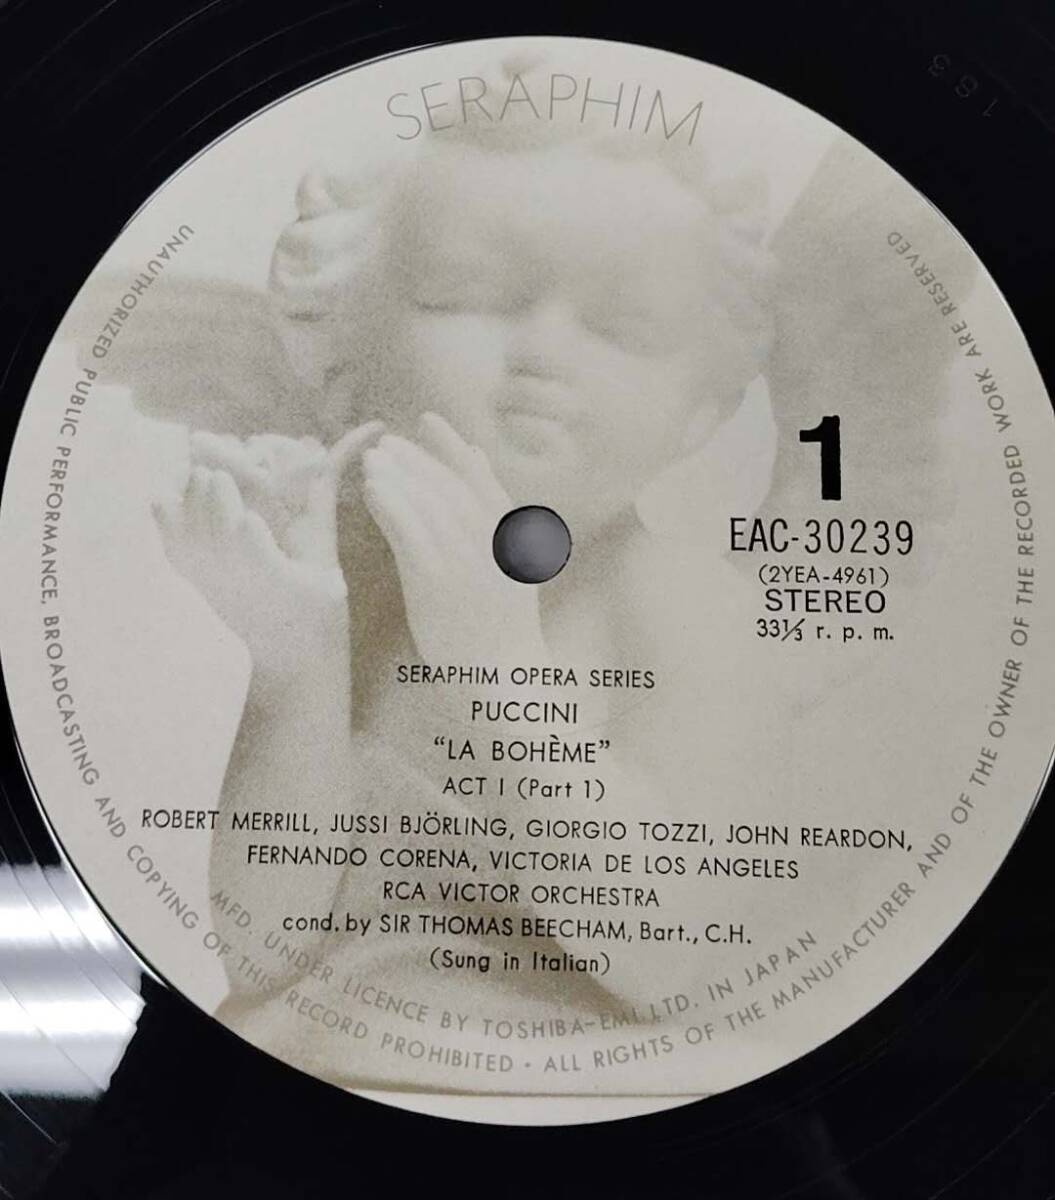 SERAPHIM
1
EAC-30239
(2YEA-4961)
STEREO
33⅓ r. p. m.
SERAPHIM OPERA SERIES
PUCCINI
“LA BOHÈME”
ACT I (Part 1)
ROBERT MERRILL, JUSSI BJÖRLING, GIORGIO TOZZI, JOHN REARDON,
FERNANDO CORENA, VICTORIA DE LOS ANGELES
RCA VICTOR ORCHESTRA
cond. by SIR THOMAS BEECHAM, Bart., C.H.
(Sung in Italian)
MFD. UNDER LICENCE BY TOSHIBA-EMI LTD. IN JAPAN
UNAUTHORIZED PUBLIC PERFORMANCE, BROADCASTING AND COPYING OF THIS RECORD PROHIBITED · ALL RIGHTS OF THE MANUFACTURER AND OF THE OWNER OF THE RECORDED WORK ARE RESERVED